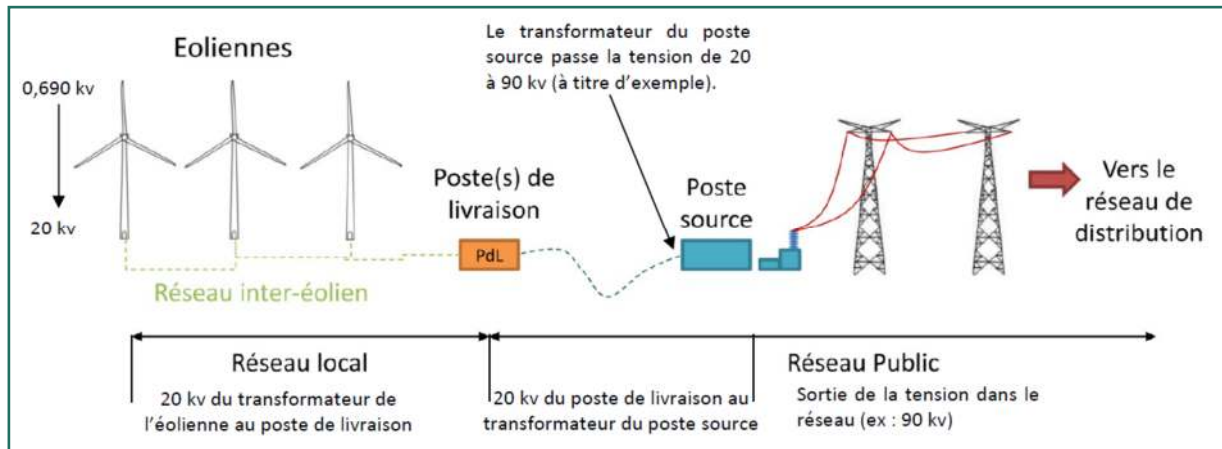 Le transformateur du poste
source passe la tension de 20
à 90 kv (à titre d'exemple).
Eoliennes
0,690 kv
20 kv
Poste(s) de
livraison
PdL
Poste
source
Vers le
réseau de
distribution
Réseau inter-éolien
Réseau local
20 kv du transformateur de
l'éolienne au poste de livraison
20 kv du poste de livraison au
transformateur du poste source
Réseau Public
Sortie de la tension dans le
réseau (ex : 90 kv)